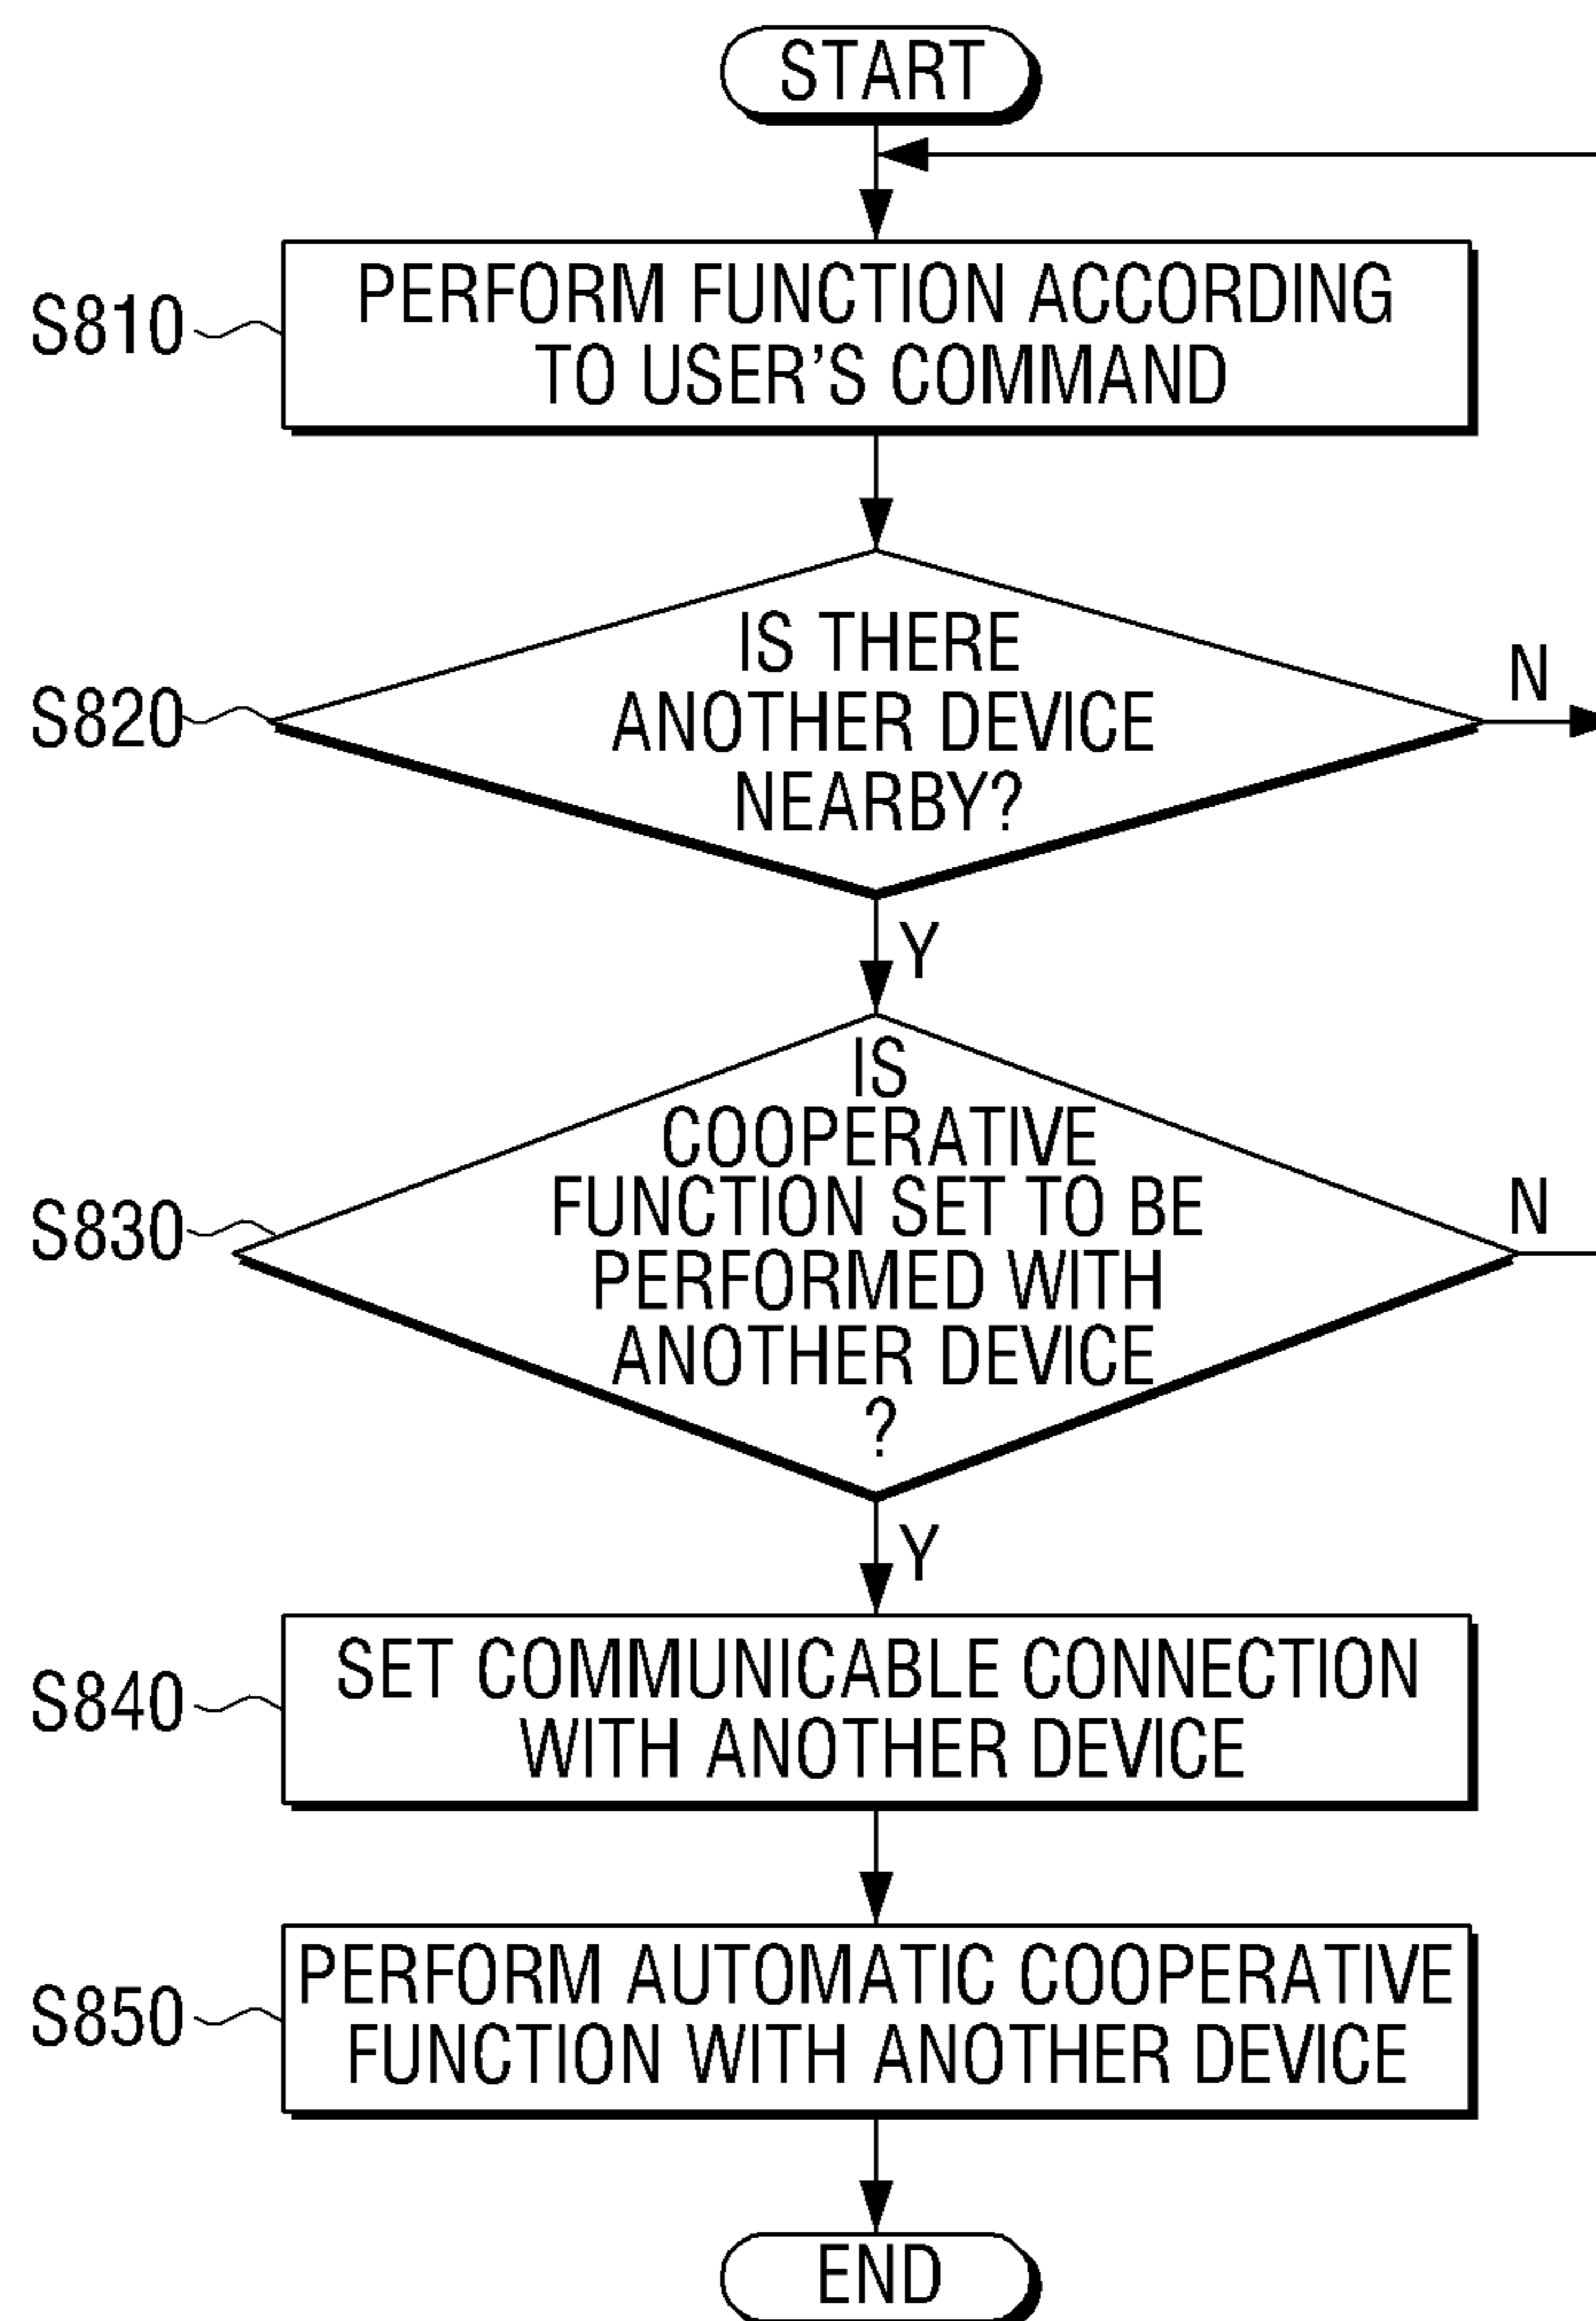 START
S810
PERFORM FUNCTION ACCORDING
TO USER'S COMMAND
S820
IS THERE
ANOTHER DEVICE
NEARBY?
N
Y
S830
IS
COOPERATIVE
FUNCTION SET TO BE
PERFORMED WITH
ANOTHER DEVICE
?
N
Y
S840
SET COMMUNICABLE CONNECTION
WITH ANOTHER DEVICE
S850
PERFORM AUTOMATIC COOPERATIVE
FUNCTION WITH ANOTHER DEVICE
END